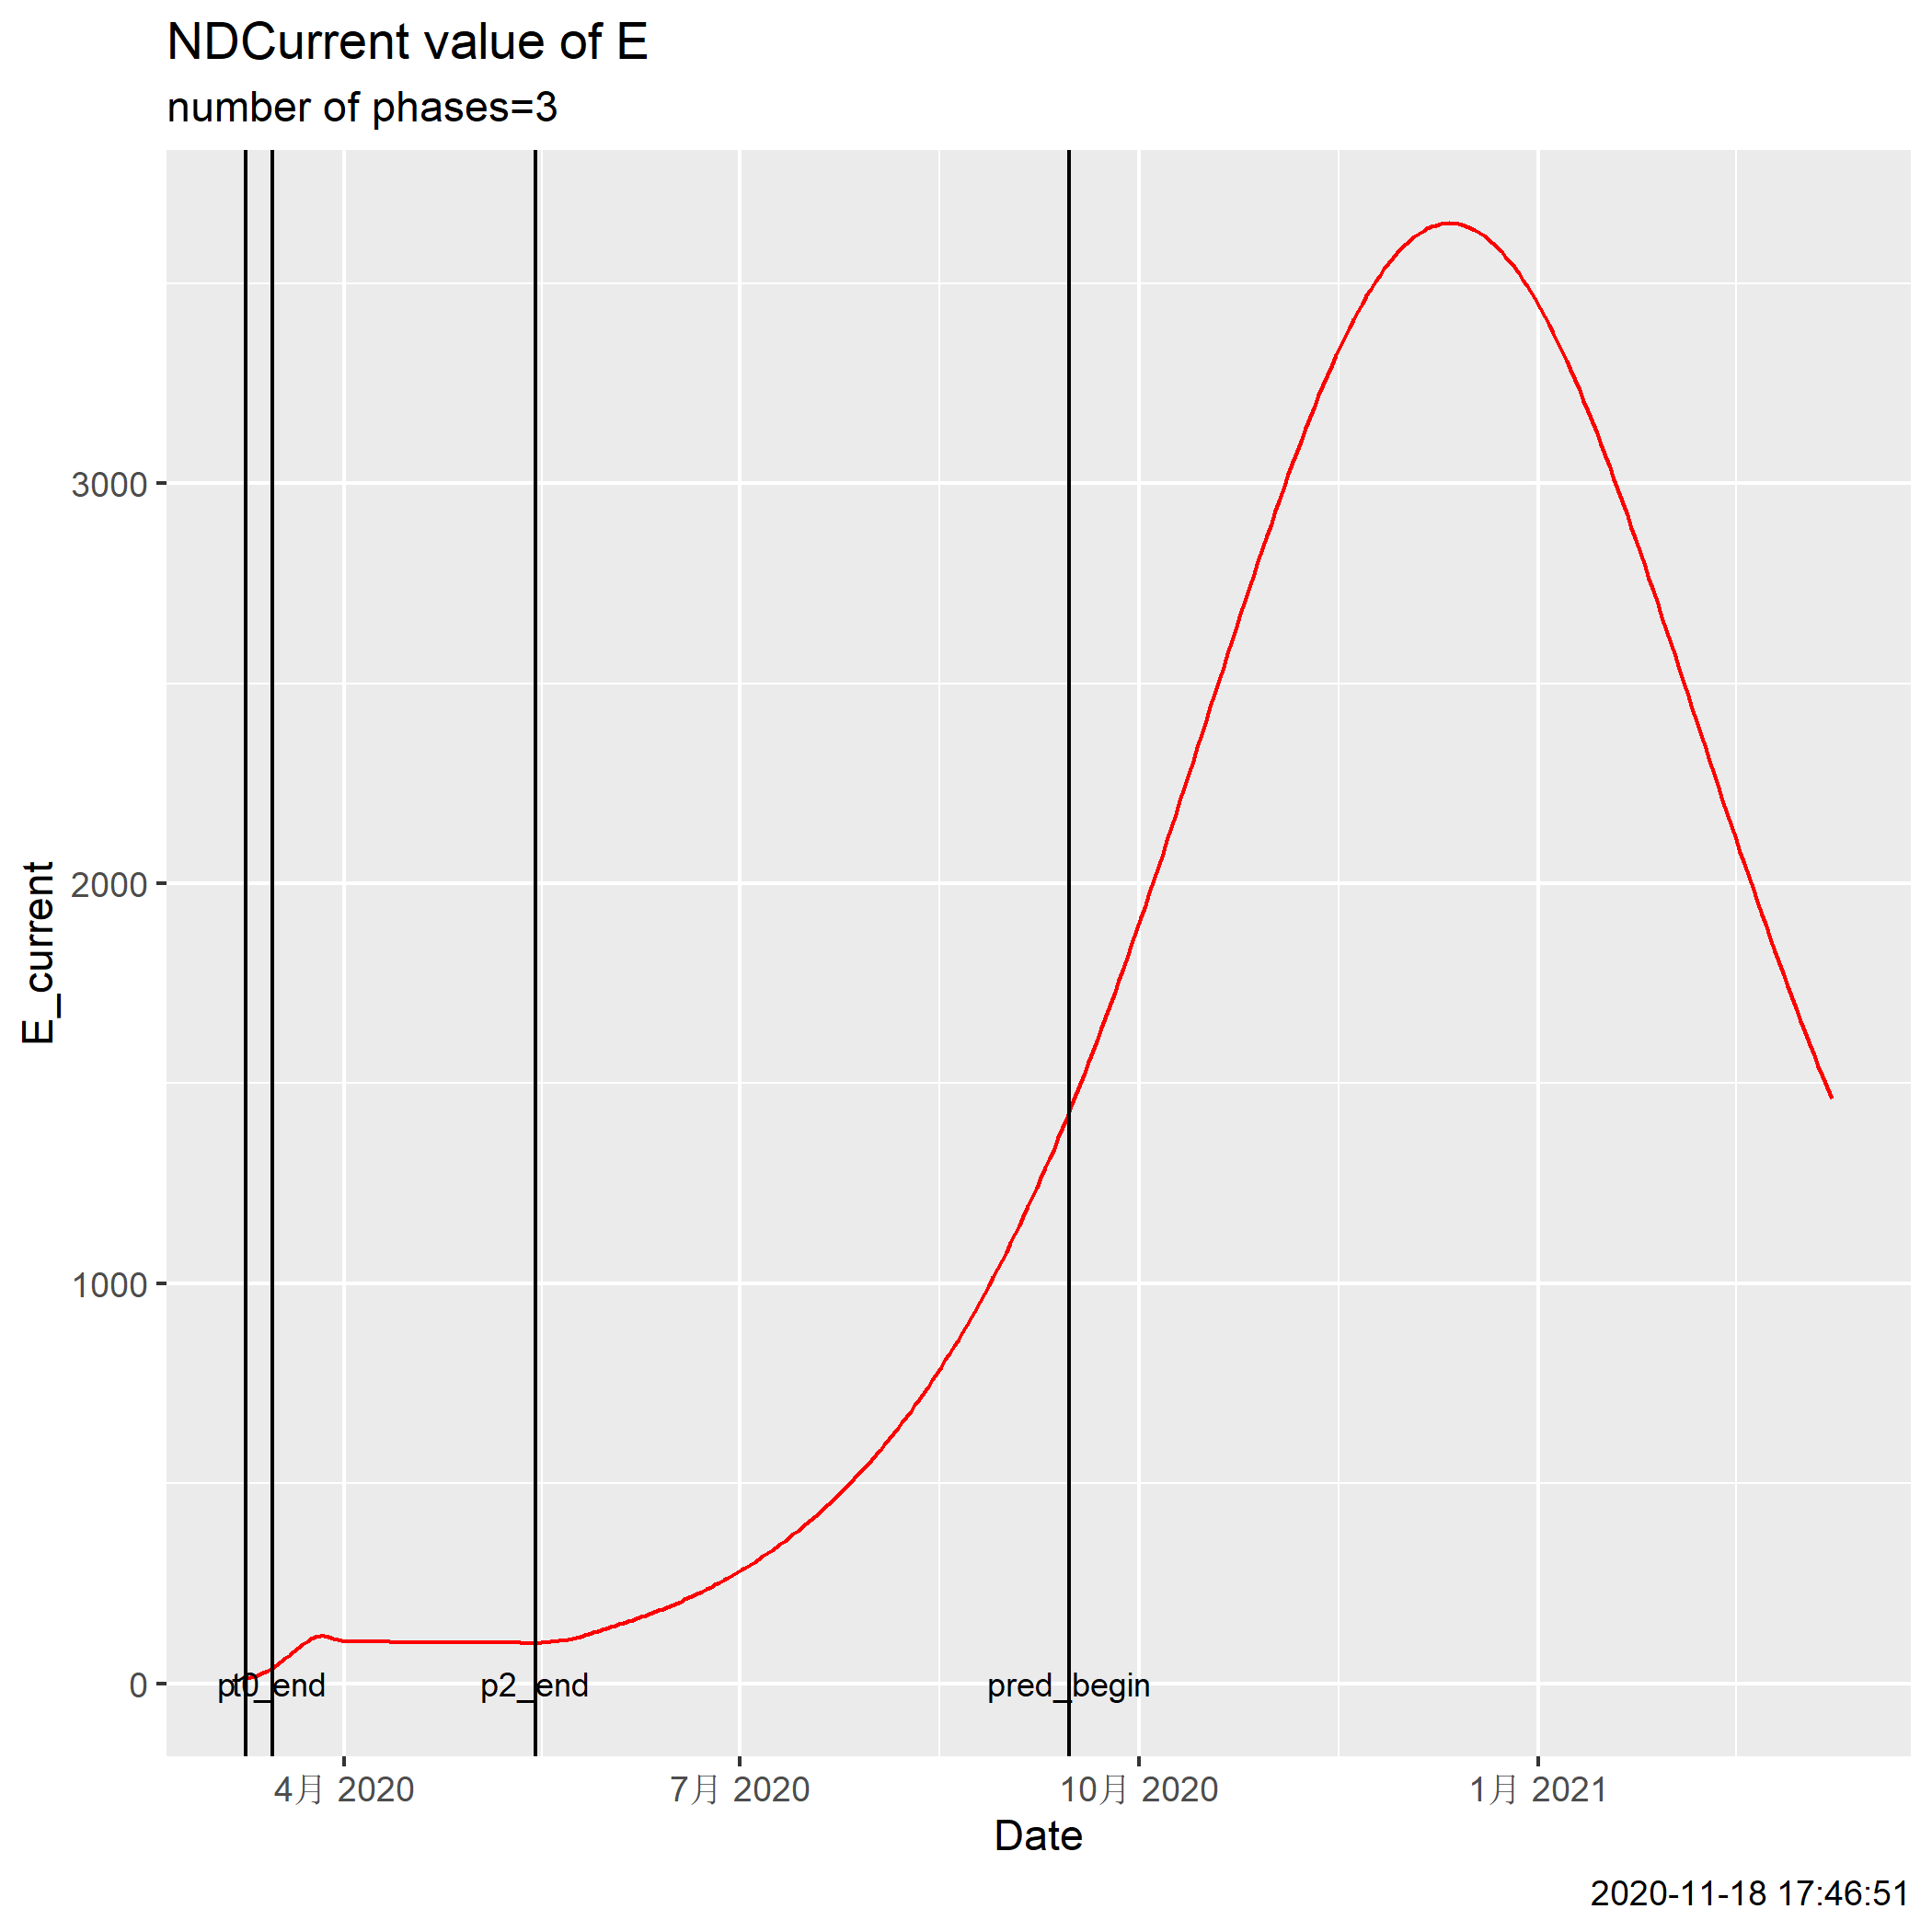 NDCurrent value of E
number of phases=3
E_current
3000
2000
1000
0
t0_end
p2_end
pred_begin
4月 2020
7月 2020
10月 2020
1月 2021
Date
2020-11-18 17:46:51